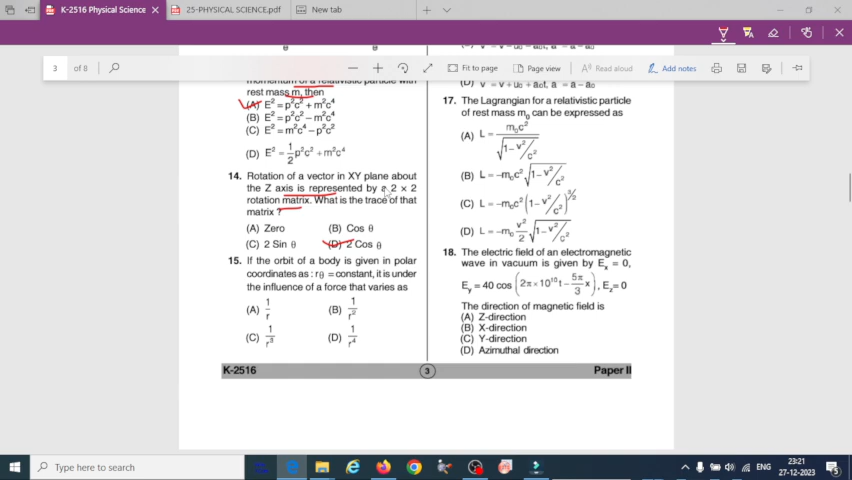 K-2516 Physical Science
25-PHYSICAL SCIENCE.pdf
New tab
3 of 8
Fit to page
Page view
Read aloud
Add notes
momentum of a relativistic particle with
rest mass m, then
(A) E² = p²c² + m²c⁴
(B) E² = p²c² − m²c⁴
(C) E² = m²c⁴ − p²c²
(D) E² = 1/2 p²c² + m²c⁴
14. Rotation of a vector in XY plane about
the Z axis is represented by a 2 × 2
rotation matrix. What is the trace of that
matrix ?
(A) Zero (B) Cos θ
(C) 2 Sin θ (D) 2 Cos θ
15. If the orbit of a body is given in polar
coordinates as : rθ = constant, it is under
the influence of a force that varies as
(A) 1/r (B) 1/r²
(C) 1/r³ (D) 1/r⁴
17. The Lagrangian for a relativistic particle
of rest mass m₀ can be expressed as
(A) L = m₀c²/√(1−v²/c²)
(B) L = −m₀c² √(1−v²/c²)
(C) L = −m₀c² (1−v²/c²)^3/2
(D) L = −m₀ v²/2 √(1−v²/c²)
18. The electric field of an electromagnetic
wave in vacuum is given by Eₓ = 0,
E_y = 40 cos (2π × 10¹⁰ t − 5π/3 x), E_z = 0
The direction of magnetic field is
(A) Z-direction
(B) X-direction
(C) Y-direction
(D) Azimuthal direction
K-2516 3 Paper II
Type here to search
ENG
23:21
27-12-2023